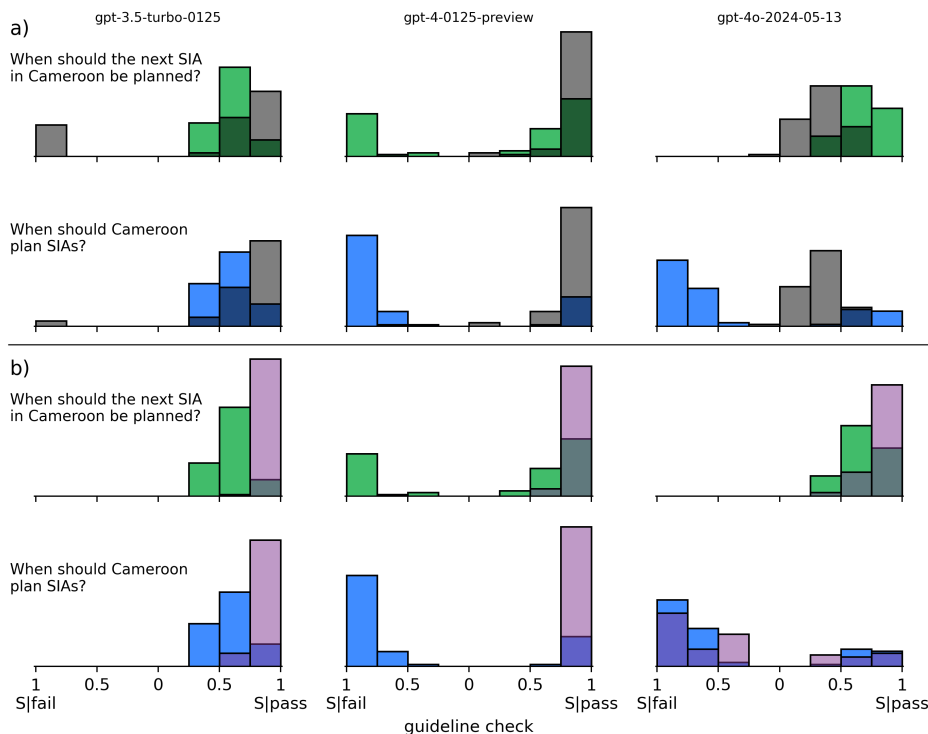 gpt-3.5-turbo-0125 gpt-4-0125-preview gpt-4o-2024-05-13
a)
When should the next SIA
in Cameroon be planned?
1 0.5 0 0.5 1 1 0.5 0 0.5 1 1 0.5 0 0.5 1
When should Cameroon
plan SIAs?
b)
When should the next SIA
in Cameroon be planned?
When should Cameroon
plan SIAs?
S|fail S|pass S|fail S|pass S|fail S|pass
guideline check